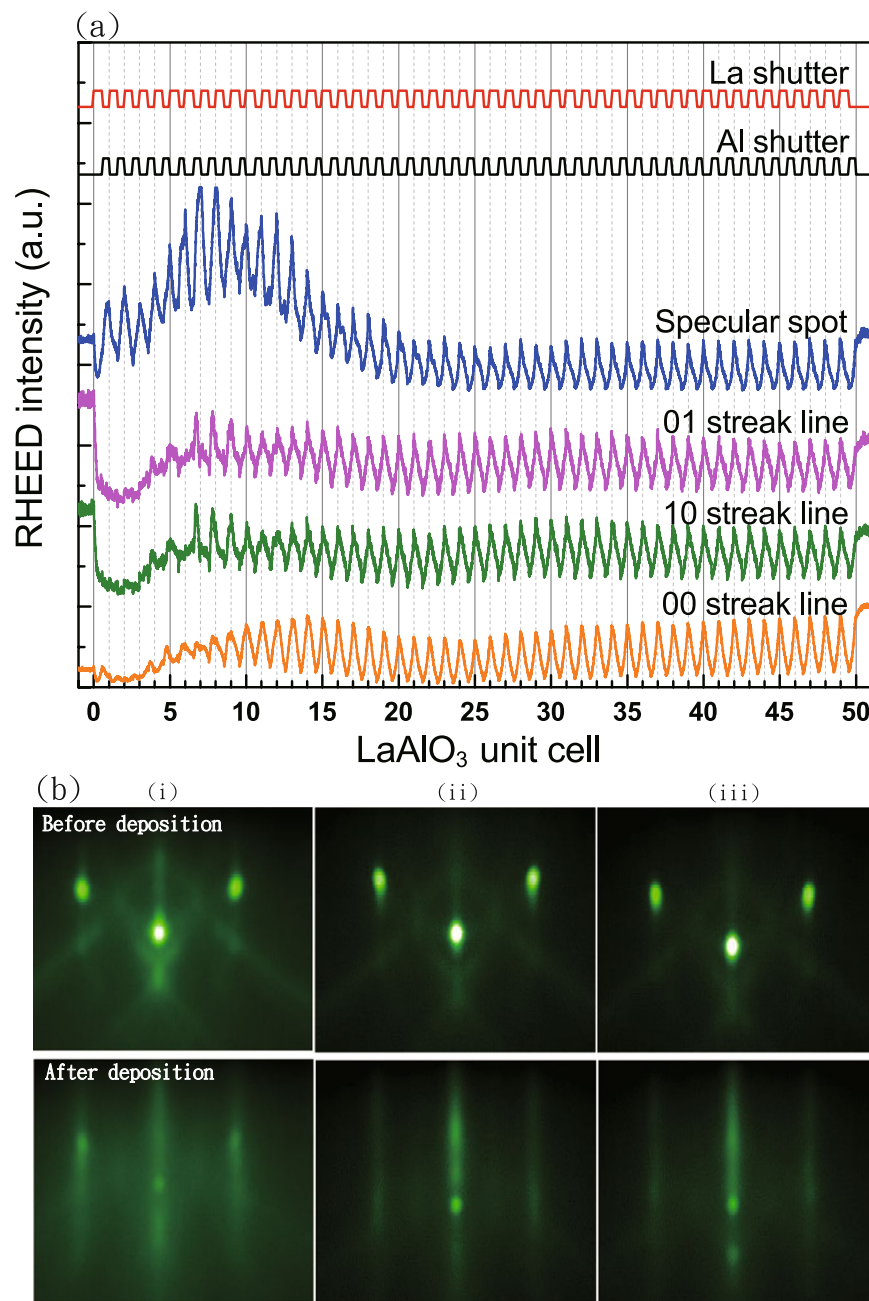 (a)
La shutter
Al shutter
Specular spot
01 streak line
10 streak line
00 streak line
RHEED intensity (a.u.)
0 5 10 15 20 25 30 35 40 45 50
LaAlO₃ unit cell
(b)
(i) (ii) (iii)
Before deposition
After deposition